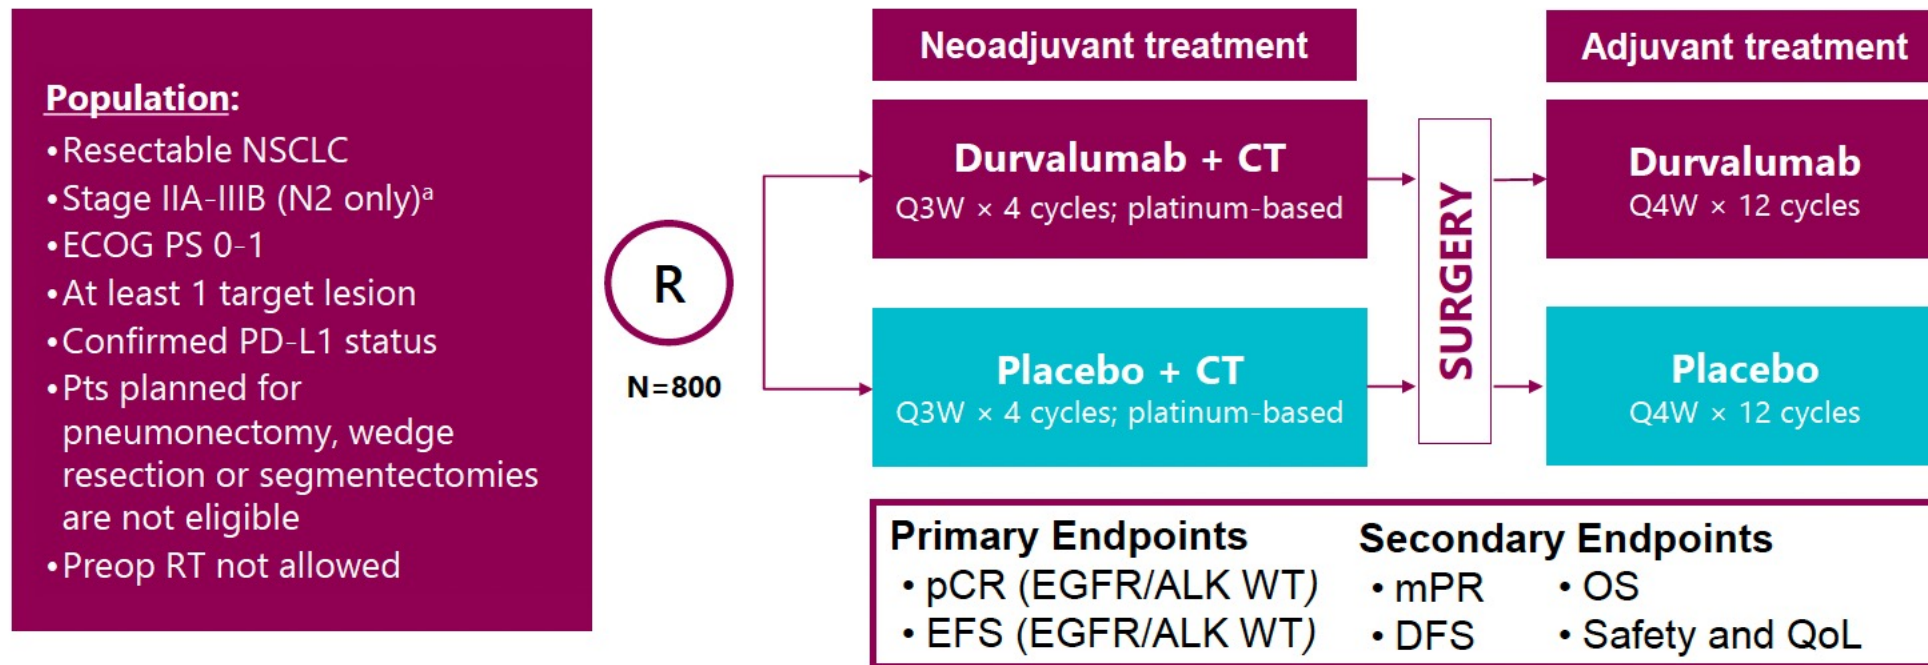 Population:
•Resectable NSCLC
•Stage IIA-IIIB (N2 only)ᵃ
•ECOG PS 0-1
•At least 1 target lesion
•Confirmed PD-L1 status
•Pts planned for
pneumonectomy, wedge
resection or segmentectomies
are not eligible
•Preop RT not allowed
R
N=800
Neoadjuvant treatment
Durvalumab + CT
Q3W × 4 cycles; platinum-based
Placebo + CT
Q3W × 4 cycles; platinum-based
SURGERY
Adjuvant treatment
Durvalumab
Q4W × 12 cycles
Placebo
Q4W × 12 cycles
Primary Endpoints
• pCR (EGFR/ALK WT)
• EFS (EGFR/ALK WT)
Secondary Endpoints
• mPR
• DFS
• OS
• Safety and QoL